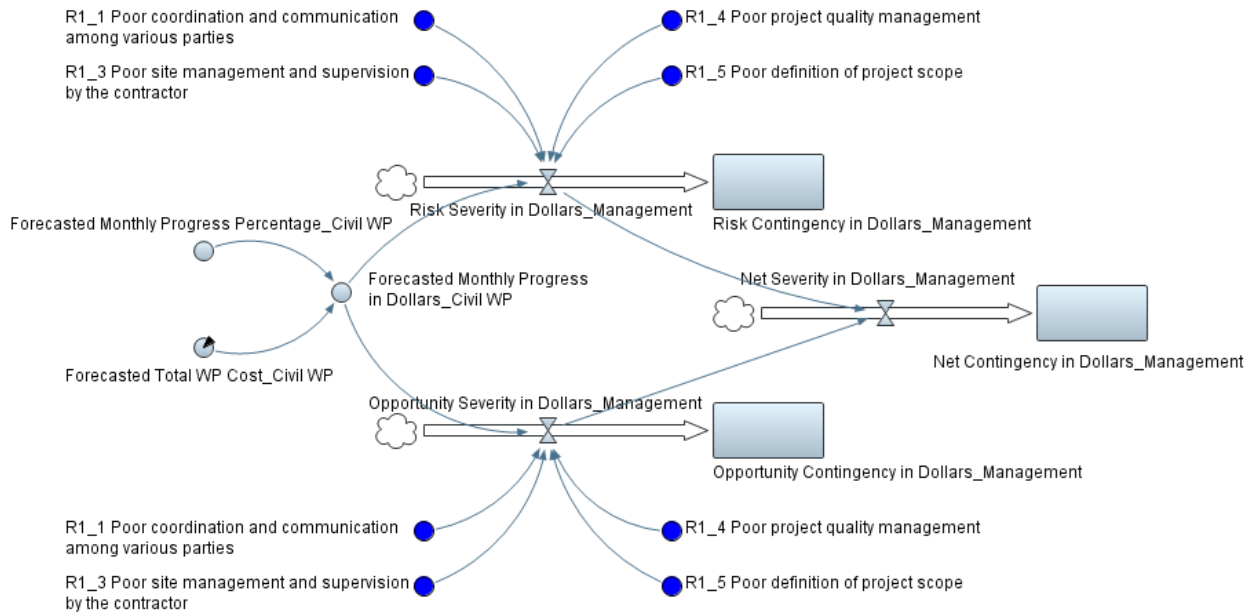 R1_1 Poor coordination and communication
among various parties
R1_4 Poor project quality management
R1_3 Poor site management and supervision
by the contractor
R1_5 Poor definition of project scope
Risk Severity in Dollars_Management
Risk Contingency in Dollars_Management
Forecasted Monthly Progress Percentage_Civil WP
Forecasted Monthly Progress
in Dollars_Civil WP
Net Severity in Dollars_Management
Net Contingency in Dollars_Management
Forecasted Total WP Cost_Civil WP
Opportunity Severity in Dollars_Management
Opportunity Contingency in Dollars_Management
R1_1 Poor coordination and communication
among various parties
R1_4 Poor project quality management
R1_3 Poor site management and supervision
by the contractor
R1_5 Poor definition of project scope